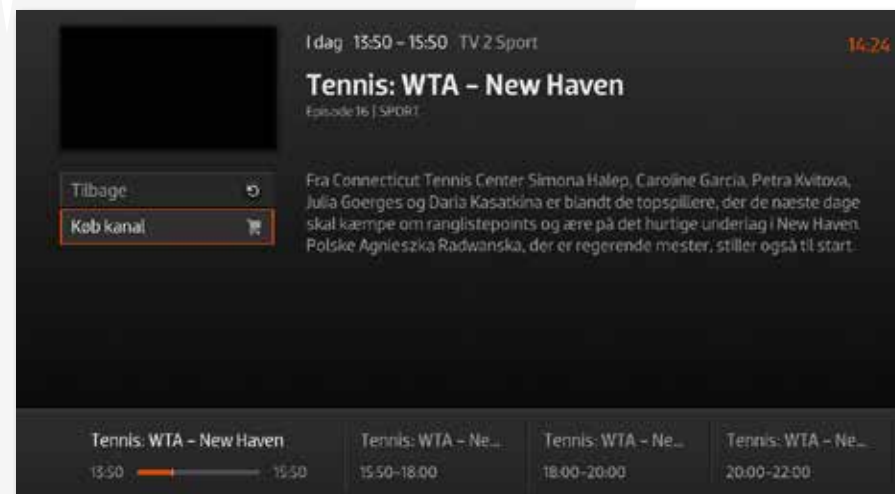 I dag 13:50 – 15:50 TV 2 Sport
14:24
Tennis: WTA – New Haven
Episode 16 | SPORT
Tilbage
Køb kanal
Fra Connecticut Tennis Center Simona Halep, Caroline Garcia, Petra Kvitova,
Julia Goerges og Daria Kasatkina er blandt de topspillere, der de næste dage
skal kæmpe om ranglistepoints og ære på det hurtige underlag i New Haven.
Polske Agnieszka Radwanska, der er regerende mester, stiller også til start.
Tennis: WTA – New Haven
13:50 15:50
Tennis: WTA – Ne...
15:50–18:00
Tennis: WTA – Ne...
18:00–20:00
Tennis: WTA – Ne...
20:00–22:00